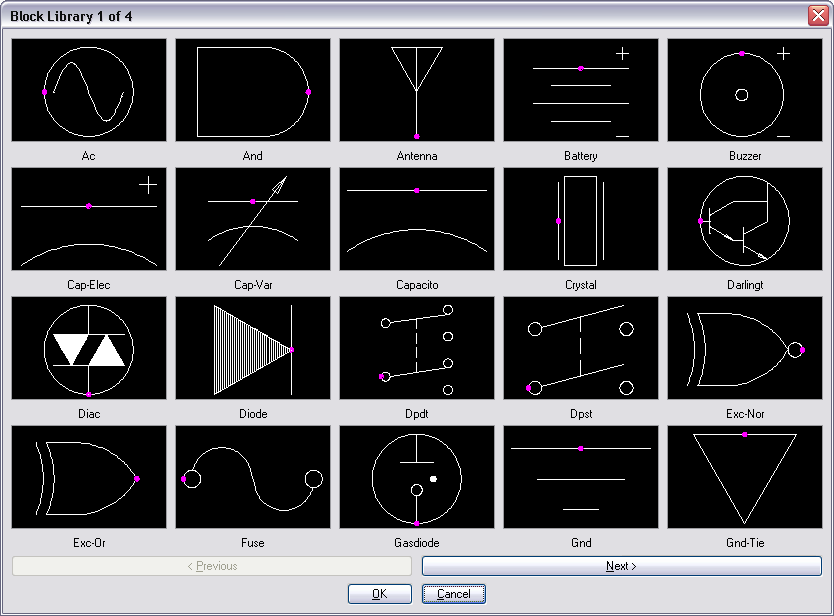 Block Library 1 of 4
Ac And Antenna Battery Buzzer
Cap-Elec Cap-Var Capacito Crystal Darlingt
Diac Diode Dpdt Dpst Exc-Nor
Exc-Or Fuse Gasdiode Gnd Gnd-Tie
< Previous Next >
OK Cancel